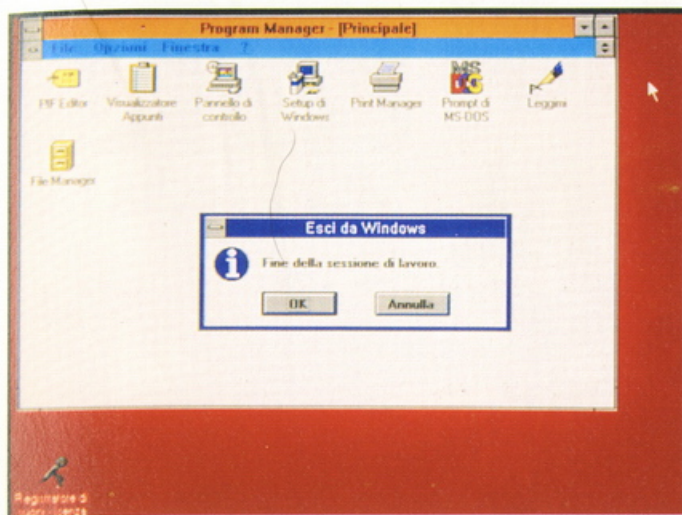 Program Manager - [Principale]
File Opzioni Finestra ?
PIF Editor
Visualizzatore
Appunti
Pannello di
controllo
Setup di
Windows
Print Manager
Prompt di
MS-DOS
Leggimi
File Manager
Esci da Windows
Fine della sessione di lavoro.
OK
Annulla
Registratore di